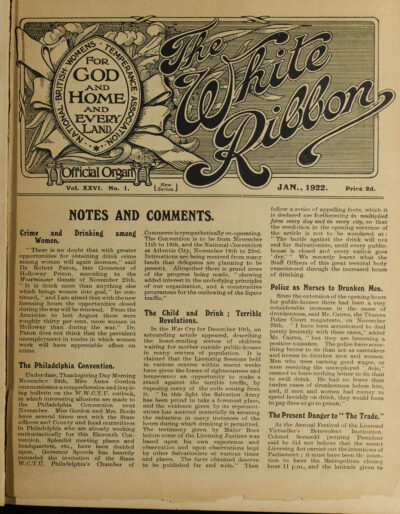 NATIONAL BRITISH WOMEN'S TEMPERANCE ASSOCIATION.
FOR
GOD
AND
HOME
AND
EVERY
LAND
Official Organ
The
White
Ribbon
Vol. XXVI. No. 1.
[New Series.]
JAN., 1922.
Price 2d.
NOTES AND COMMENTS.
Crime and Drinking among
Women.
"There is no doubt that with greater
opportunities for obtaining drink crime
among women will again increase," said
Dr. Robert Paton, late Governor of
Holloway Prison, according to the
Westminster Gazette of November 25th.
"It is drink more than anything else
which brings women into gaol," he con-
tinued, "and I am afraid that with the new
licensing hours the opportunities closed
during the war will be renewed. From the
Armistice to last August there were
roughly thirty per cent. more women in
Holloway than during the war." Dr.
Paton does not think that the prevalent
unemployment in trades in which women
work will have appreciable effect on
crime.
The Philadelphia Convention.
Under date, Thanksgiving Day Morning
November 24th, Miss Anna Gordon
communicated a comprehensive and livey-
ing bulletin on the W.W.C.T.U. outlook,
in which interesting allusions are made to
the Philadelphia Convention next
November. Miss Gordon and Mrs. Boole
have several times met with the State
officers and County and local committees
in Philadelphia who are already working
enthusiastically for this Eleventh Con-
vention. Splendid meeting places and
headquarters, etc., have been decided
upon. Governor Sprouls has heartily
seconded the invitation of the State
W.C.T.U. Philadelphia's Chamber of
Commerce is sympathetically co-operating.
The Convention is to be from November
11th to 16th, and the National Convention
at Atlantic City, November 18th to 23rd.
Invitations are being received from many
lands that delegates are planning to be
present. Altogether there is grand news
of the progress being made, "showing
added interest in the underlying principles
of our organisation, and a constructive
programme for the outlawing of the liquor
traffic."
The Child and Drink; Terrible
Revelations.
In the War Cry for December 10th, an
astonishing article appeared, describing
the heart-rending scenes of children
waiting for mother outside public-houses
in many centres of population. It is
claimed that the Licensing Sessions held
in various centres within recent weeks
have given the forces of righteousness and
temperance an opportunity to make a
stand against the terrible traffic, by
exposing many of the evils arising from
it. "In this fight the Salvation Army
has been proud to take a foremost place,
and the evidence given by its represent-
atives has assisted materially in securing
the reduction in many instances of the
hours during which drinking is permitted.
The testimony given by Major Rees
before some of the Licensing Justices was
based upon his own experience and
observation and upon observations kept
by other Salvationists at various times
and places. The facts obtained deserve
to be published far and wide." Then
follow a series of appalling facts, which it
is declared are forthcoming in multiplied
form every day and in every city, so that
the resolution in the opening sentence of
the article is not to be wondered at:
"The battle against the drink will not
end for Salvationists, until every public-
house is closed and every nation goes
'dry.'" We recently learnt what the
Staff Officers of this great temporal body
experienced through the increased hours
of drinking.
Police as Nurses to Drunken Men.
Since the extension of the opening hours
for public-houses there had been a very
considerable increase in the cases of
drunkenness, said Mr. Cairns, the Thames
Police Court magistrate, on November
26th. "I have been accustomed to deal
pretty leniently with these cases," added
Mr. Cairns, "but they are becoming a
positive nuisance. The police have some-
thing better to do than act as caretakers
and nurses to drunken men and women.
Men who were earning good wages, or
were receiving the unemployed 'dole,'
seemed to have nothing better to do than
to swill drink. He had no fewer than
twelve cases of drunkenness before him,
and, if men and women had money to
spend lavishly on drink, they would have
to pay fines or go to prison."
The Present Danger to "The Trade."
At the Annual Festival of the Licensed
Victualler's Benevolent Institution,
Colonel Serocold (retiring President
said he did not believe that the recent
Licensing Act carried out the intentions of
Parliament; it must have been the inten-
tion to have the Metropolitan closing
hour 11 p.m., and the latitude given to